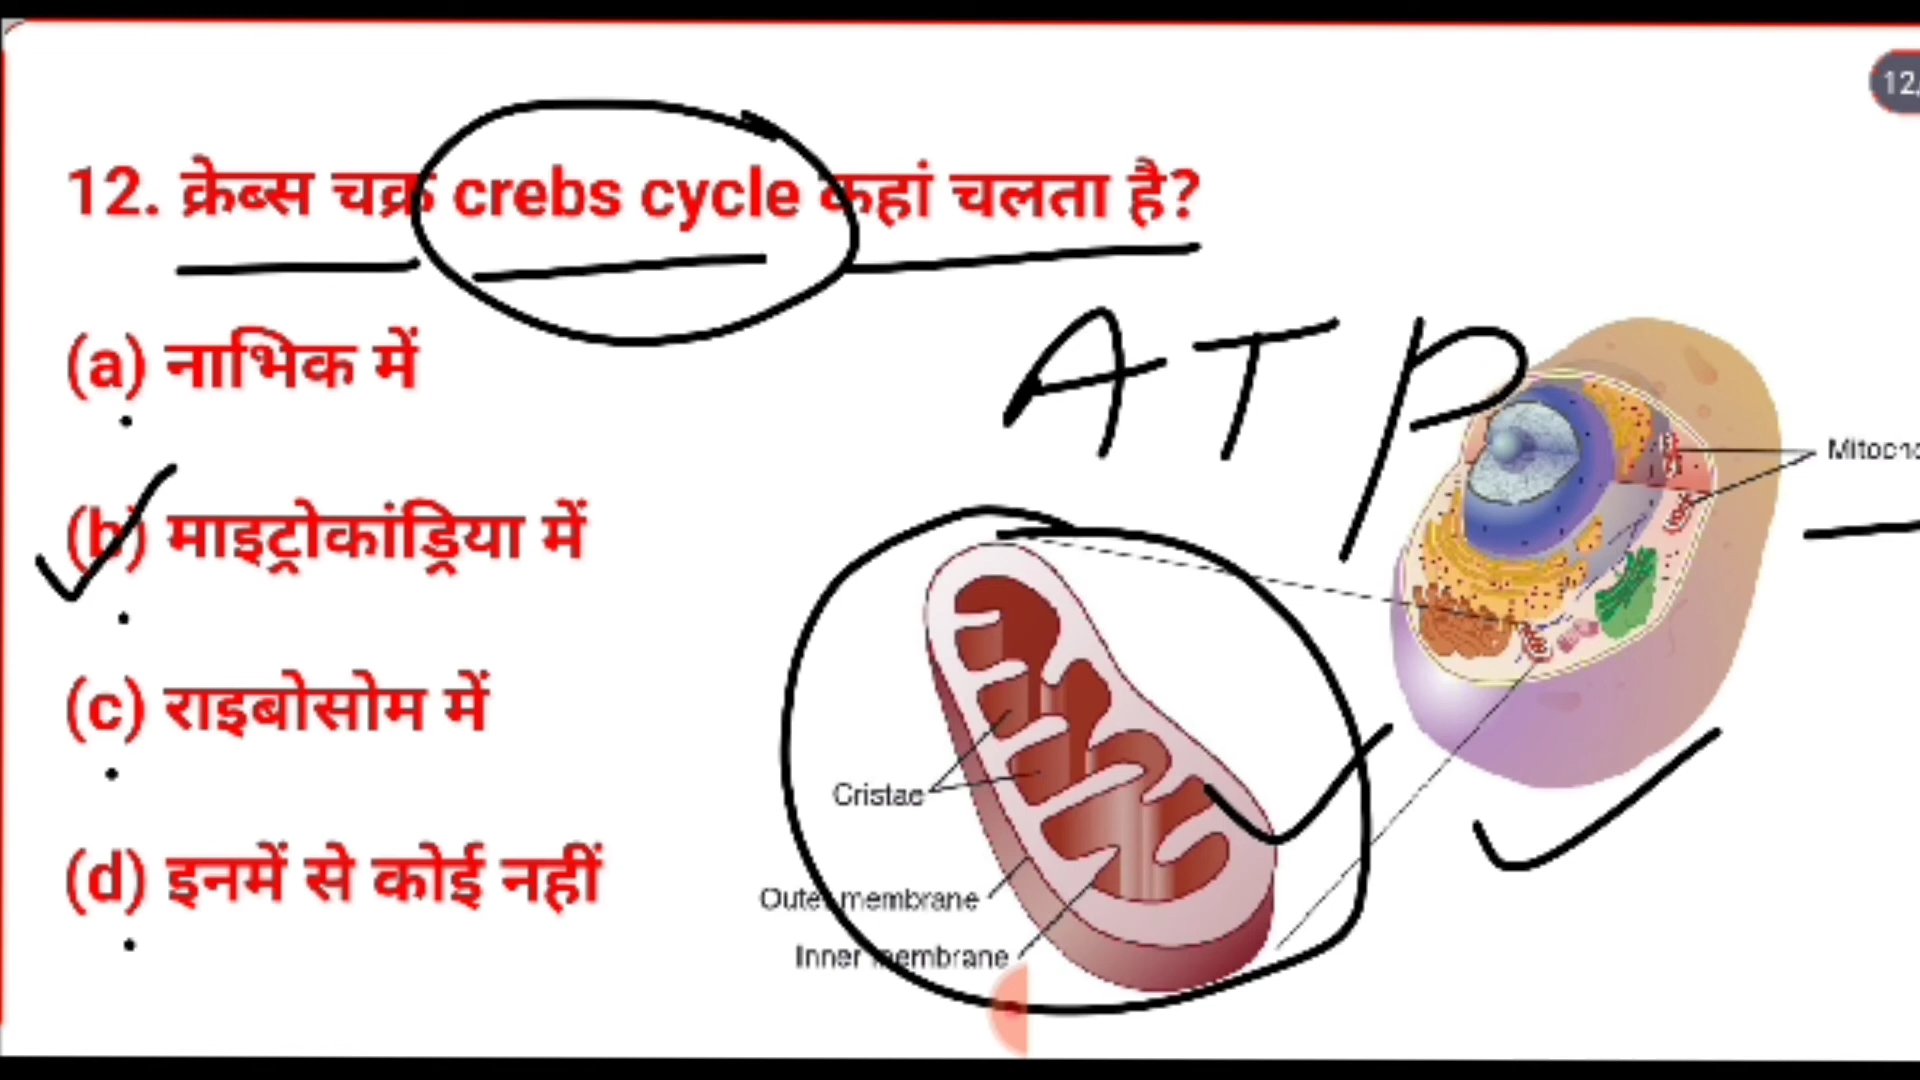 12,
12. क्रेब्स चक्र crebs cycle कहां चलता है?
(a) नाभिक में
ATP
(b) माइट्रोकांड्रिया में
(c) राइबोसोम में
Cristae
(d) इनमें से कोई नहीं
Outer membrane
Inner membrane